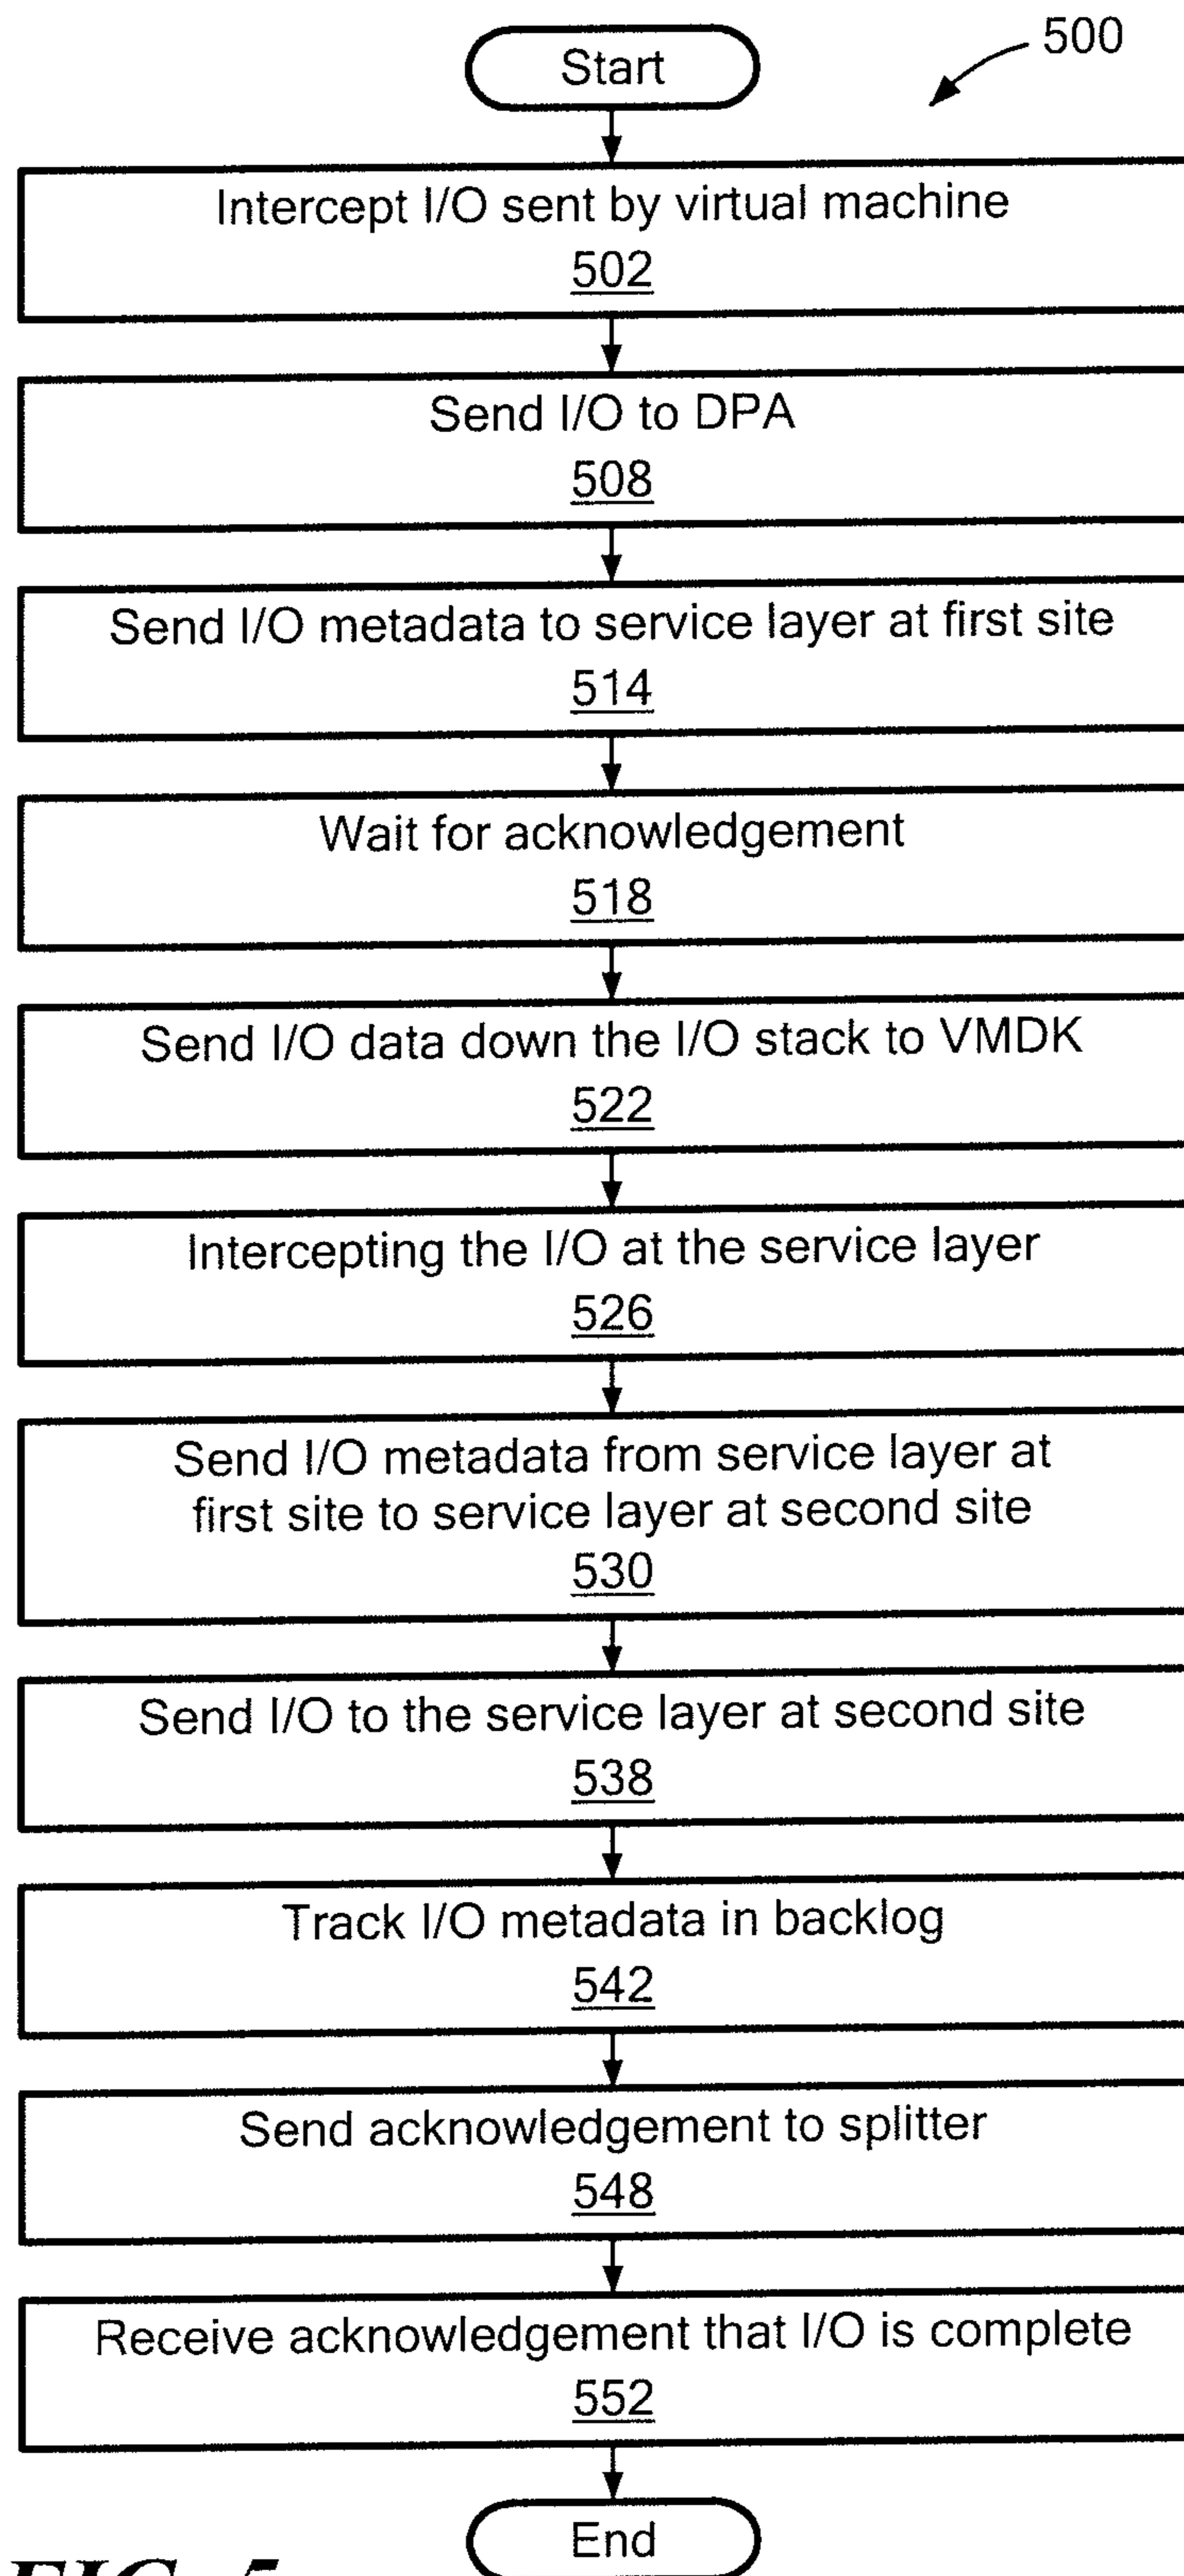 Start
500
Intercept I/O sent by virtual machine
502
Send I/O to DPA
508
Send I/O metadata to service layer at first site
514
Wait for acknowledgement
518
Send I/O data down the I/O stack to VMDK
522
Intercepting the I/O at the service layer
526
Send I/O metadata from service layer at
first site to service layer at second site
530
Send I/O to the service layer at second site
538
Track I/O metadata in backlog
542
Send acknowledgement to splitter
548
Receive acknowledgement that I/O is complete
552
End
FIG. 5